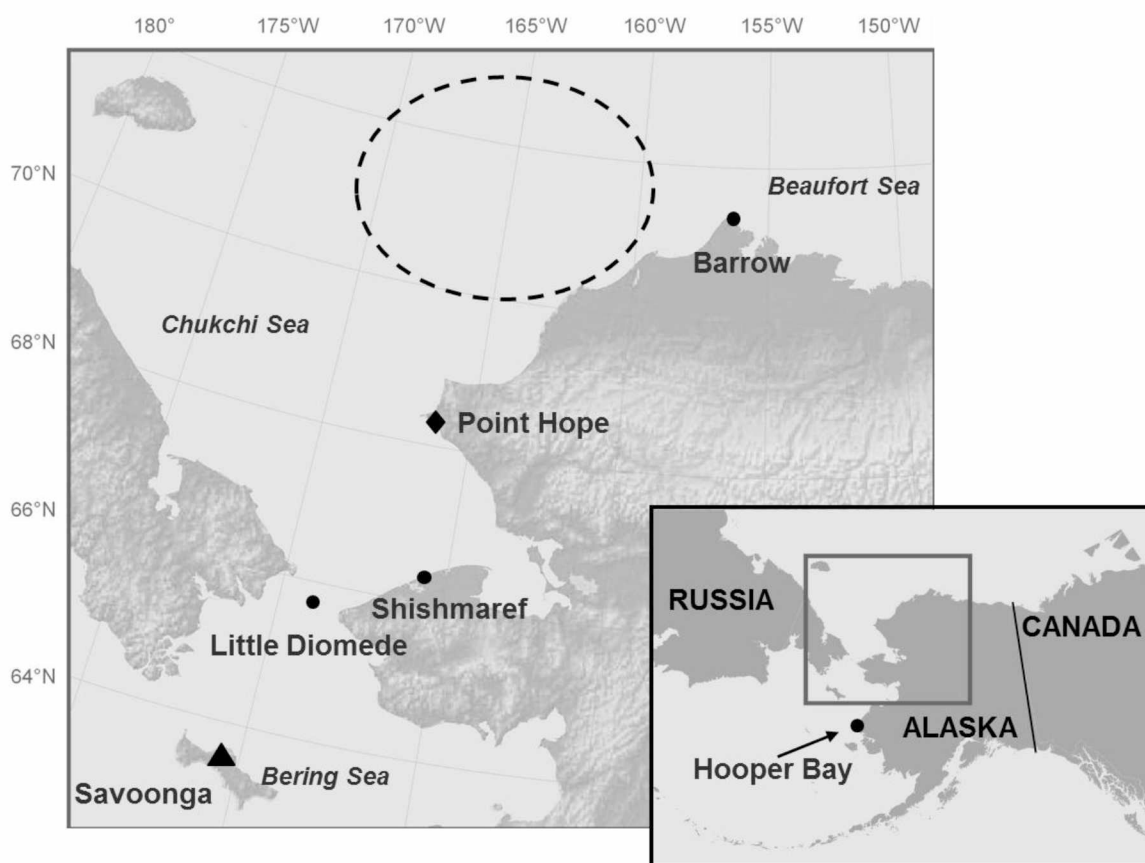 180°
175°W
170°W
165°W
160°W
155°W
150°W
70°N
Beaufort Sea
Barrow
Chukchi Sea
68°N
Point Hope
66°N
Shishmaref
Little Diomede
64°N
Bering Sea
Savoonga
RUSSIA
CANADA
ALASKA
Hooper Bay